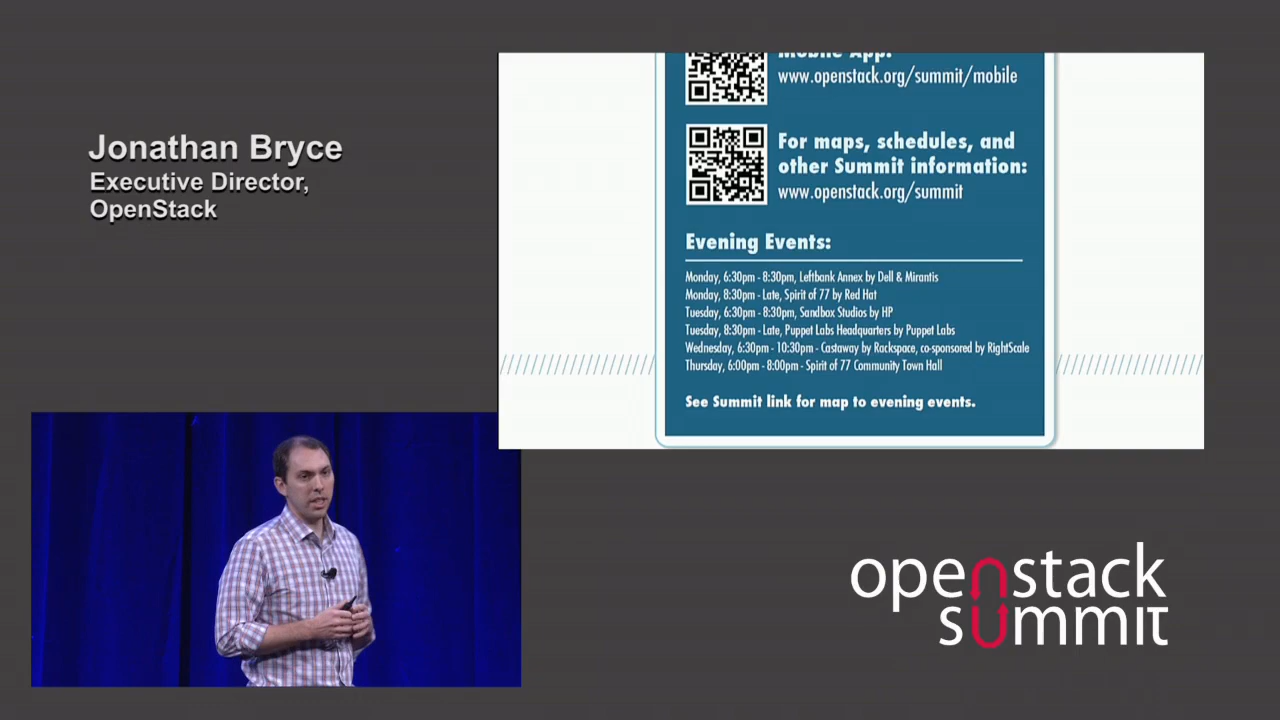 Jonathan Bryce
Executive Director,
OpenStack
Mobile App:
www.openstack.org/summit/mobile
For maps, schedules, and
other Summit information:
www.openstack.org/summit
Evening Events:
Monday, 6:30pm - 8:30pm, Leftbank Annex by Dell & Mirantis
Monday, 8:30pm - Late, Spirit of 77 by Red Hat
Tuesday, 6:30pm - 8:30pm, Sandbox Studios by HP
Tuesday, 8:30pm - Late, Puppet Labs Headquarters by Puppet Labs
Wednesday, 6:30pm - 10:30pm - Castaway by Rackspace, co-sponsored by RightScale
Thursday, 6:00pm - 8:00pm - Spirit of 77 Community Town Hall
See Summit link for map to evening events.
openstack
summit